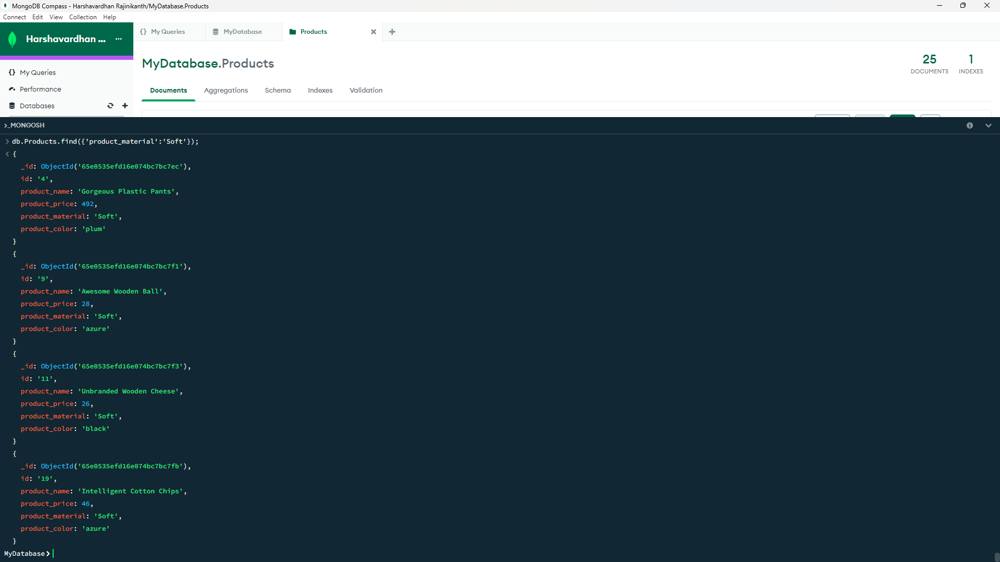 MongoDB Compass - Harshavardhan Rajinikanth/MyDatabase.Products
Connect Edit View Collection Help
Harshavardhan ... ···
{} My Queries
MyDatabase
Products
MyDatabase.Products
25
DOCUMENTS
1
INDEXES
{} My Queries
Performance
Databases
Documents Aggregations Schema Indexes Validation
>_MONGOSH
> db.Products.find({'product_material':'Soft'});
< {
_id: ObjectId('65e0535efd16e074bc7bc7ec'),
id: '4',
product_name: 'Gorgeous Plastic Pants',
product_price: 492,
product_material: 'Soft',
product_color: 'plum'
}
{
_id: ObjectId('65e0535efd16e074bc7bc7f1'),
id: '9',
product_name: 'Awesome Wooden Ball',
product_price: 28,
product_material: 'Soft',
product_color: 'azure'
}
{
_id: ObjectId('65e0535efd16e074bc7bc7f3'),
id: '11',
product_name: 'Unbranded Wooden Cheese',
product_price: 26,
product_material: 'Soft',
product_color: 'black'
}
{
_id: ObjectId('65e0535efd16e074bc7bc7fb'),
id: '19',
product_name: 'Intelligent Cotton Chips',
product_price: 46,
product_material: 'Soft',
product_color: 'azure'
}
MyDatabase>